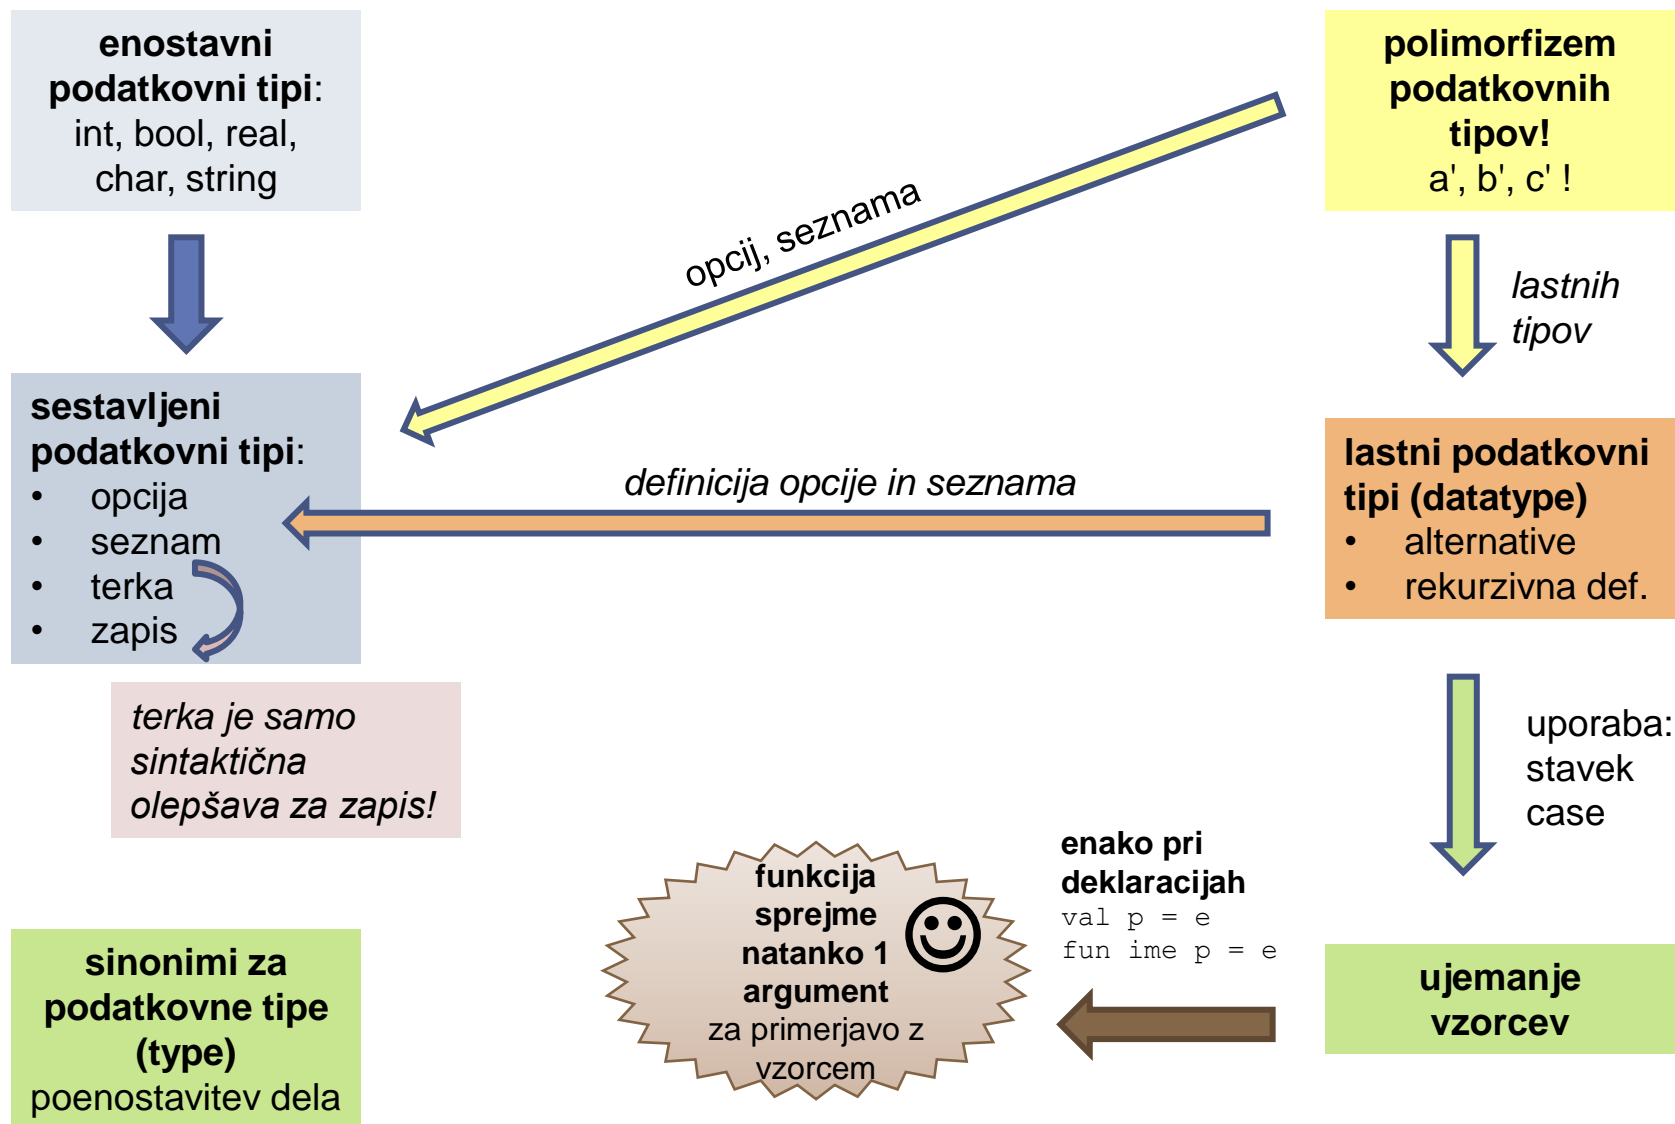 enostavni
podatkovni tipi:
int, bool, real,
char, string
polimorfizem
podatkovnih
tipov!
a', b', c' !
opcij, seznama
lastnih
tipov
sestavljeni
podatkovni tipi:
• opcija
• seznam
• terka
• zapis
definicija opcije in seznama
lastni podatkovni
tipi (datatype)
• alternative
• rekurzivna def.
terka je samo
sintaktična
olepšava za zapis!
uporaba:
stavek
case
funkcija
sprejme
natanko 1
argument
za primerjavo z
vzorcem
enako pri
deklaracijah
val p = e
fun ime p = e
sinonimi za
podatkovne tipe
(type)
poenostavitev dela
ujemanje
vzorcev